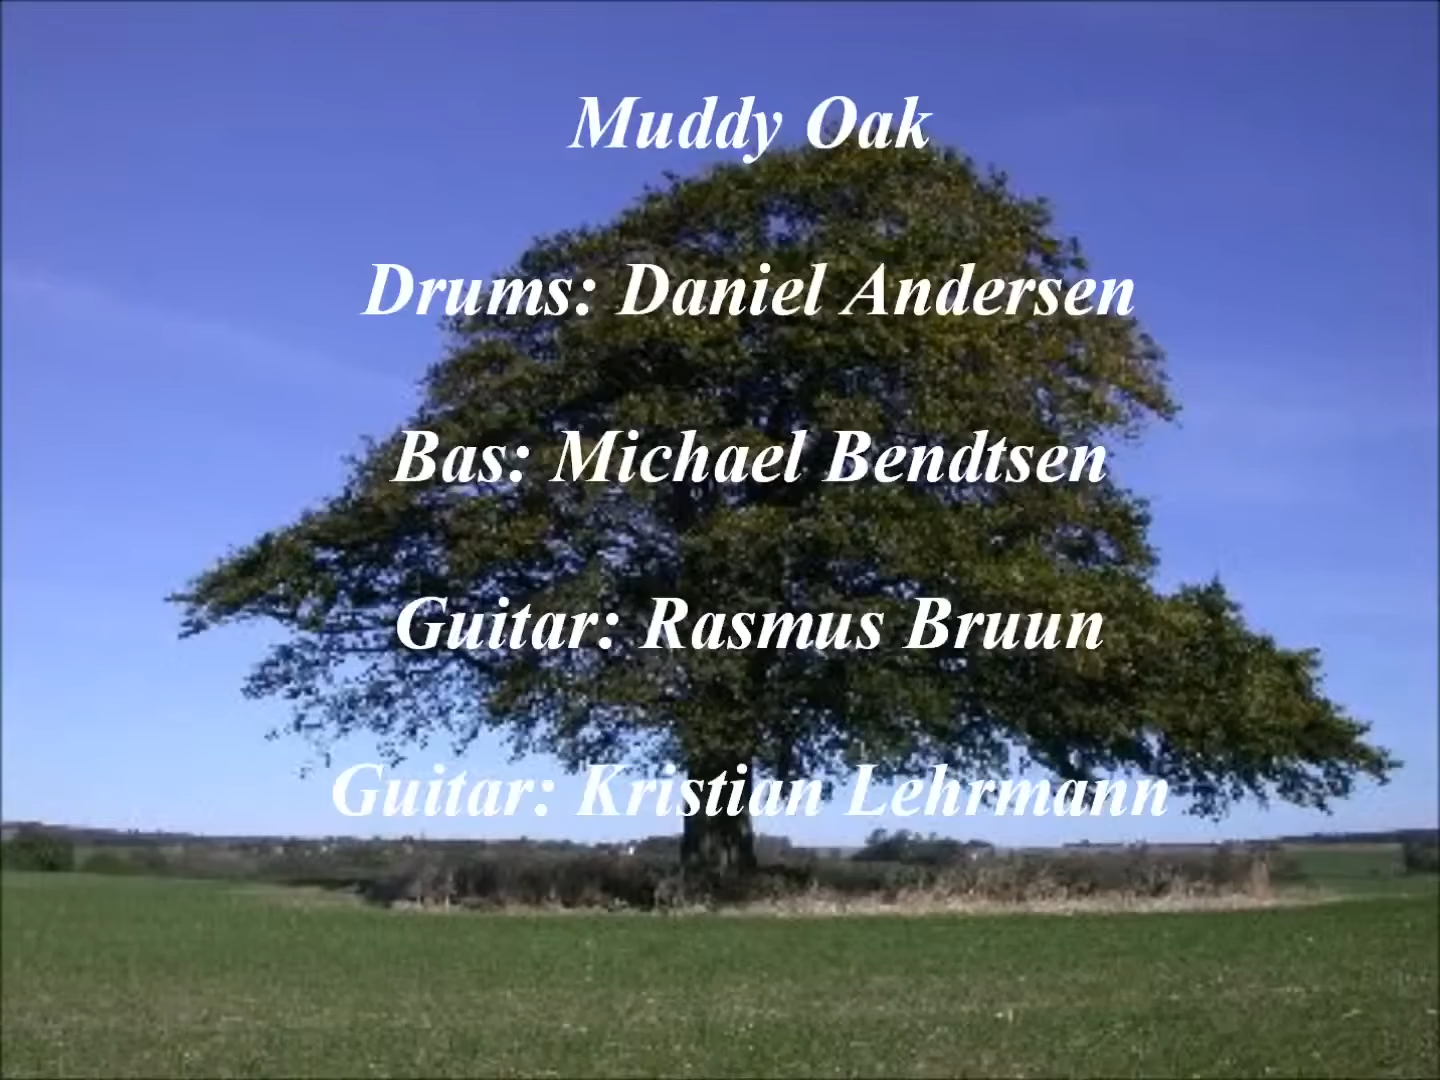 Muddy Oak
Drums: Daniel Andersen
Bas: Michael Bendtsen
Guitar: Rasmus Bruun
Guitar: Kristian Lehrmann